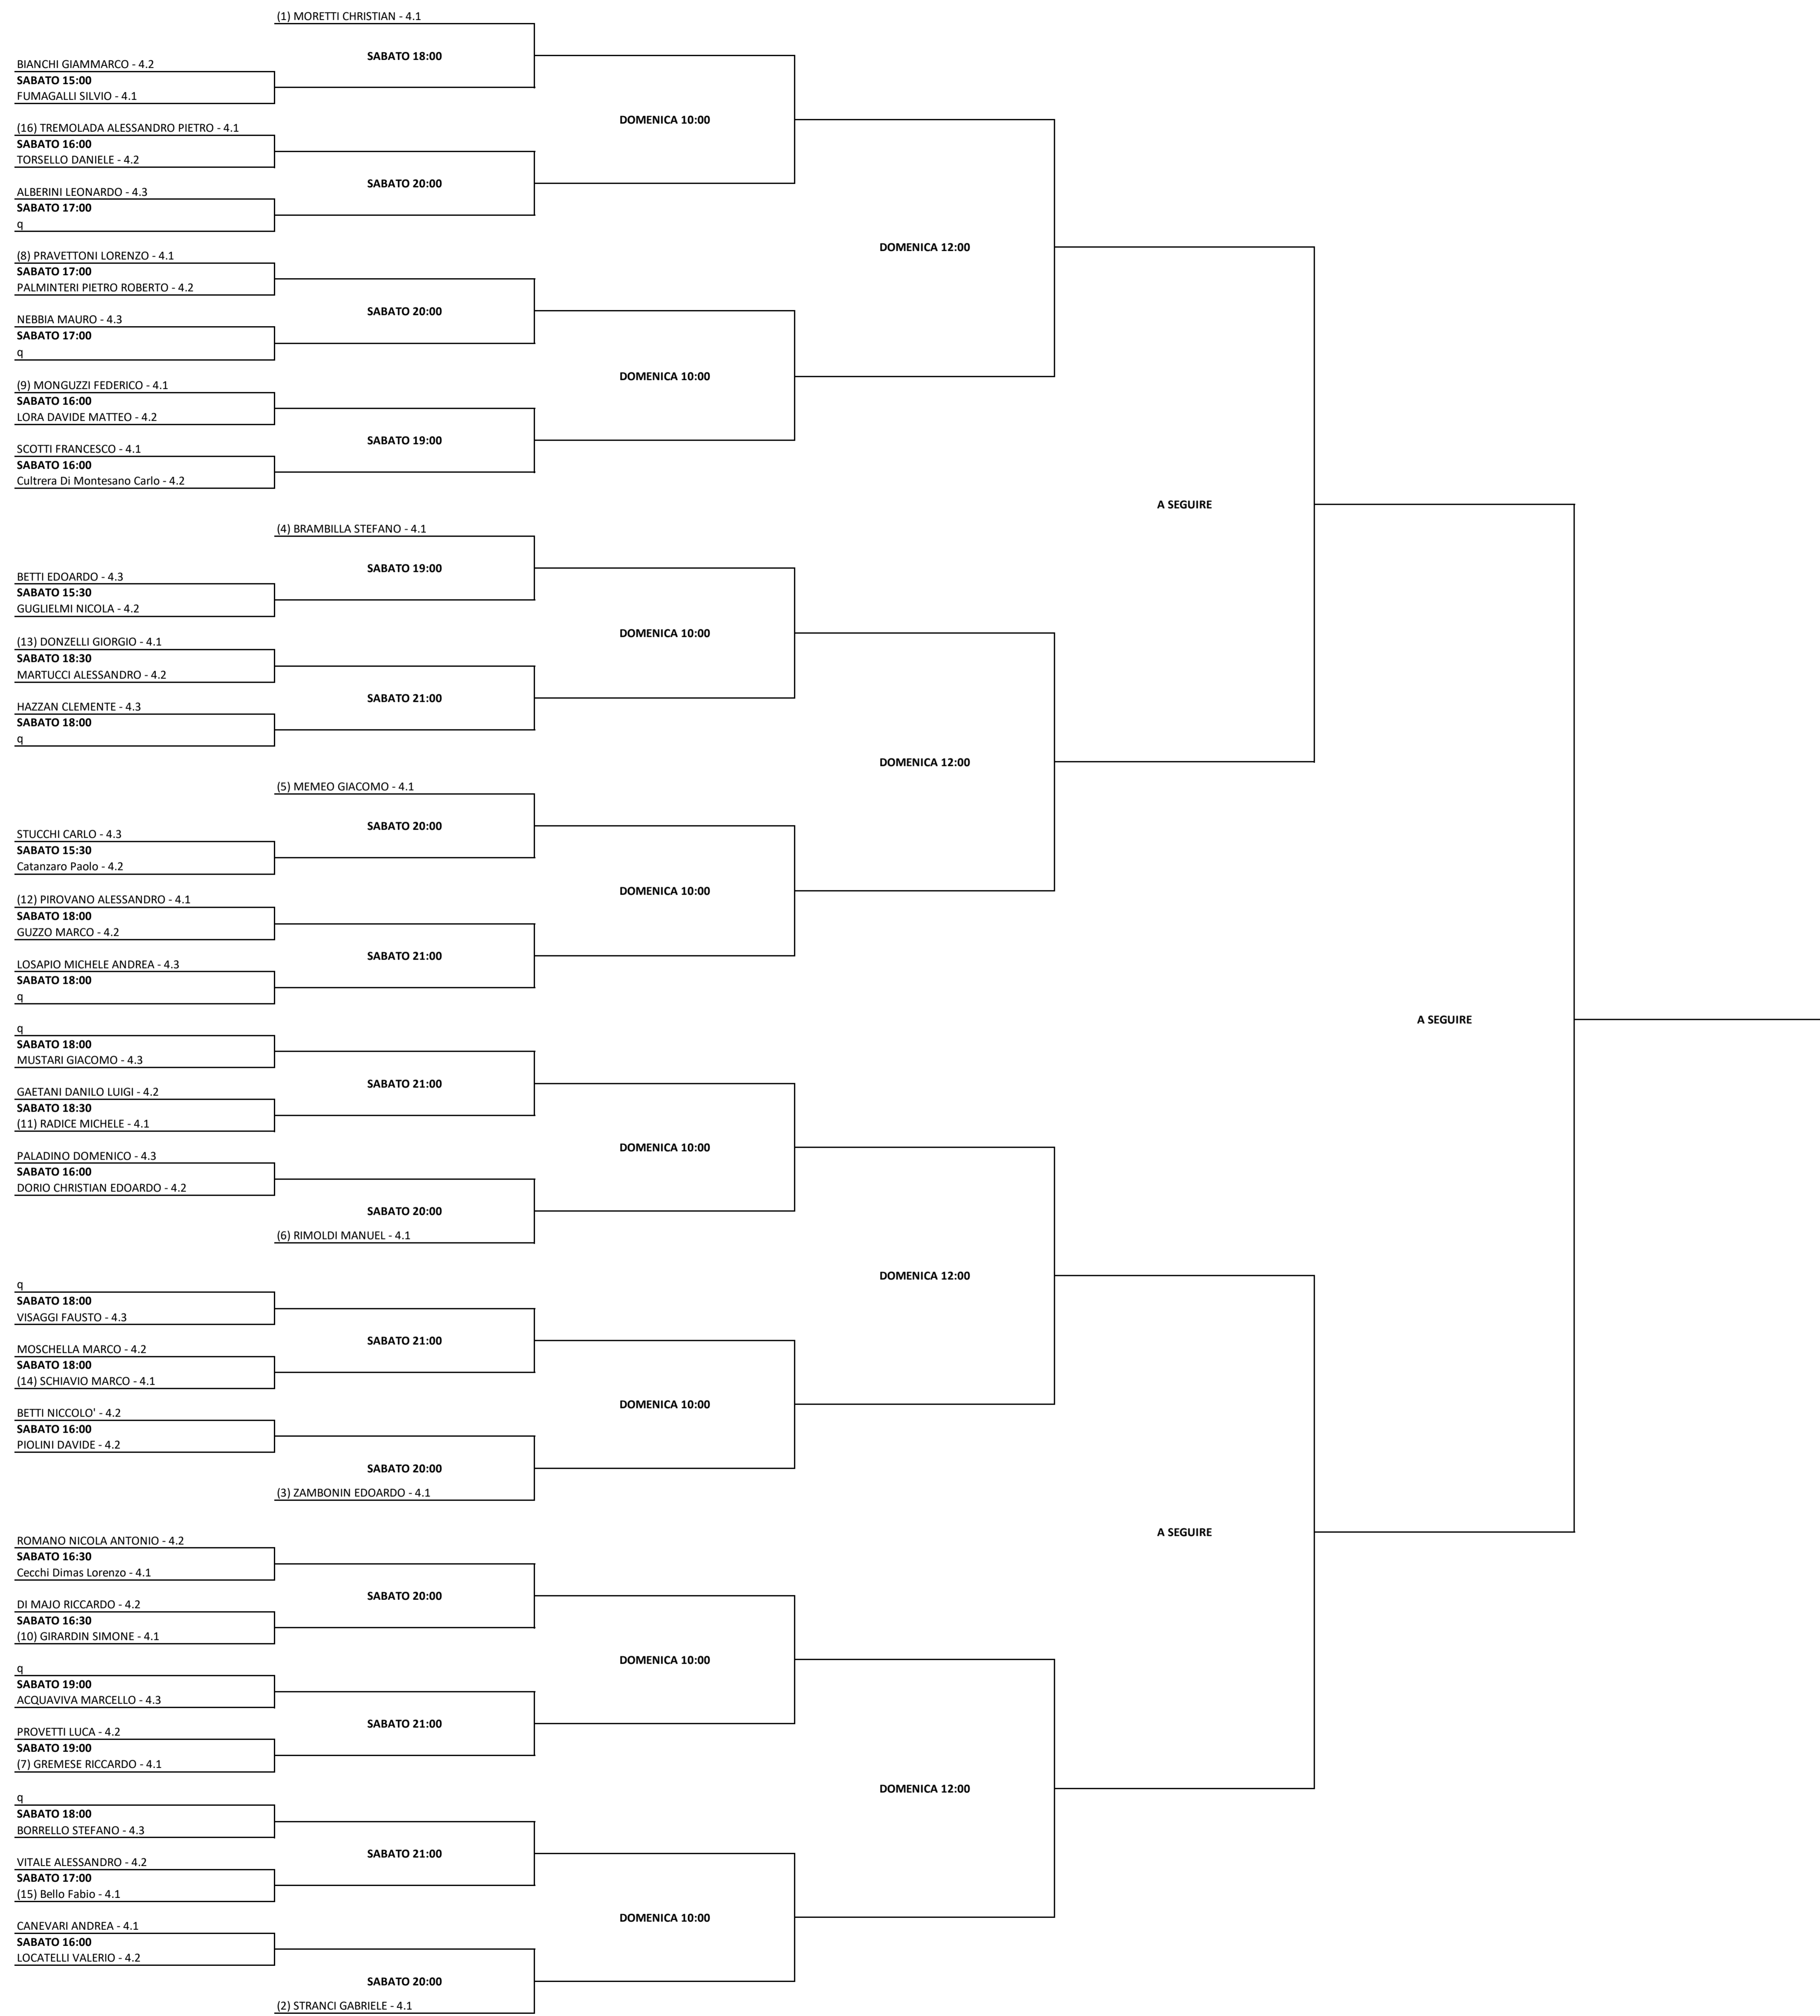 (1) MORETTI CHRISTIAN - 4.1
SABATO 18:00
BIANCHI GIAMMARCO - 4.2
SABATO 15:00
FUMAGALLI SILVIO - 4.1
DOMENICA 10:00
(16) TREMOLADA ALESSANDRO PIETRO - 4.1
SABATO 16:00
TORSELLO DANIELE - 4.2
SABATO 20:00
ALBERINI LEONARDO - 4.3
SABATO 17:00
q
DOMENICA 12:00
(8) PRAVETTONI LORENZO - 4.1
SABATO 17:00
PALMINTERI PIETRO ROBERTO - 4.2
SABATO 20:00
NEBBIA MAURO - 4.3
SABATO 17:00
q
DOMENICA 10:00
(9) MONGUZZI FEDERICO - 4.1
SABATO 16:00
LORA DAVIDE MATTEO - 4.2
SABATO 19:00
SCOTTI FRANCESCO - 4.1
SABATO 16:00
Cultrera Di Montesano Carlo - 4.2
A SEGUIRE
(4) BRAMBILLA STEFANO - 4.1
SABATO 19:00
BETTI EDOARDO - 4.3
SABATO 15:30
GUGLIELMI NICOLA - 4.2
DOMENICA 10:00
(13) DONZELLI GIORGIO - 4.1
SABATO 18:30
MARTUCCI ALESSANDRO - 4.2
SABATO 21:00
HAZZAN CLEMENTE - 4.3
SABATO 18:00
q
DOMENICA 12:00
(5) MEMEO GIACOMO - 4.1
SABATO 20:00
STUCCHI CARLO - 4.3
SABATO 15:30
Catanzaro Paolo - 4.2
DOMENICA 10:00
(12) PIROVANO ALESSANDRO - 4.1
SABATO 18:00
GUZZO MARCO - 4.2
SABATO 21:00
LOSAPIO MICHELE ANDREA - 4.3
SABATO 18:00
q
A SEGUIRE
q
SABATO 18:00
MUSTARI GIACOMO - 4.3
SABATO 21:00
GAETANI DANILO LUIGI - 4.2
SABATO 18:30
(11) RADICE MICHELE - 4.1
DOMENICA 10:00
PALADINO DOMENICO - 4.3
SABATO 16:00
DORIO CHRISTIAN EDOARDO - 4.2
SABATO 20:00
(6) RIMOLDI MANUEL - 4.1
DOMENICA 12:00
q
SABATO 18:00
VISAGGI FAUSTO - 4.3
SABATO 21:00
MOSCHELLA MARCO - 4.2
SABATO 18:00
(14) SCHIAVIO MARCO - 4.1
DOMENICA 10:00
BETTI NICCOLO' - 4.2
SABATO 16:00
PIOLINI DAVIDE - 4.2
SABATO 20:00
(3) ZAMBONIN EDOARDO - 4.1
A SEGUIRE
ROMANO NICOLA ANTONIO - 4.2
SABATO 16:30
Cecchi Dimas Lorenzo - 4.1
SABATO 20:00
DI MAJO RICCARDO - 4.2
SABATO 16:30
(10) GIRARDIN SIMONE - 4.1
DOMENICA 10:00
q
SABATO 19:00
ACQUAVIVA MARCELLO - 4.3
SABATO 21:00
PROVETTI LUCA - 4.2
SABATO 19:00
(7) GREMESE RICCARDO - 4.1
DOMENICA 12:00
q
SABATO 18:00
BORRELLO STEFANO - 4.3
SABATO 21:00
VITALE ALESSANDRO - 4.2
SABATO 17:00
(15) Bello Fabio - 4.1
DOMENICA 10:00
CANEVARI ANDREA - 4.1
SABATO 16:00
LOCATELLI VALERIO - 4.2
SABATO 20:00
(2) STRANCI GABRIELE - 4.1